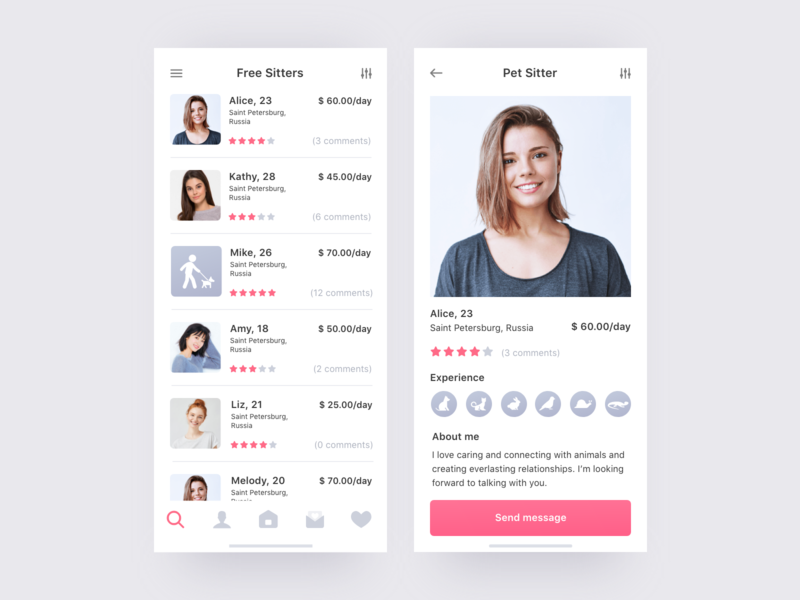 Free Sitters
Alice, 23
$ 60.00/day
Saint Petersburg,
Russia
(3 comments)
Kathy, 28
$ 45.00/day
Saint Petersburg,
Russia
(6 comments)
Mike, 26
$ 70.00/day
Saint Petersburg,
Russia
(12 comments)
Amy, 18
$ 50.00/day
Saint Petersburg,
Russia
(2 comments)
Liz, 21
$ 25.00/day
Saint Petersburg,
Russia
(0 comments)
Melody, 20
$ 70.00/day
Saint Petersburg,
Pet Sitter
Alice, 23
Saint Petersburg, Russia
$ 60.00/day
(3 comments)
Experience
About me
I love caring and connecting with animals and
creating everlasting relationships. I'm looking
forward to talking with you.
Send message